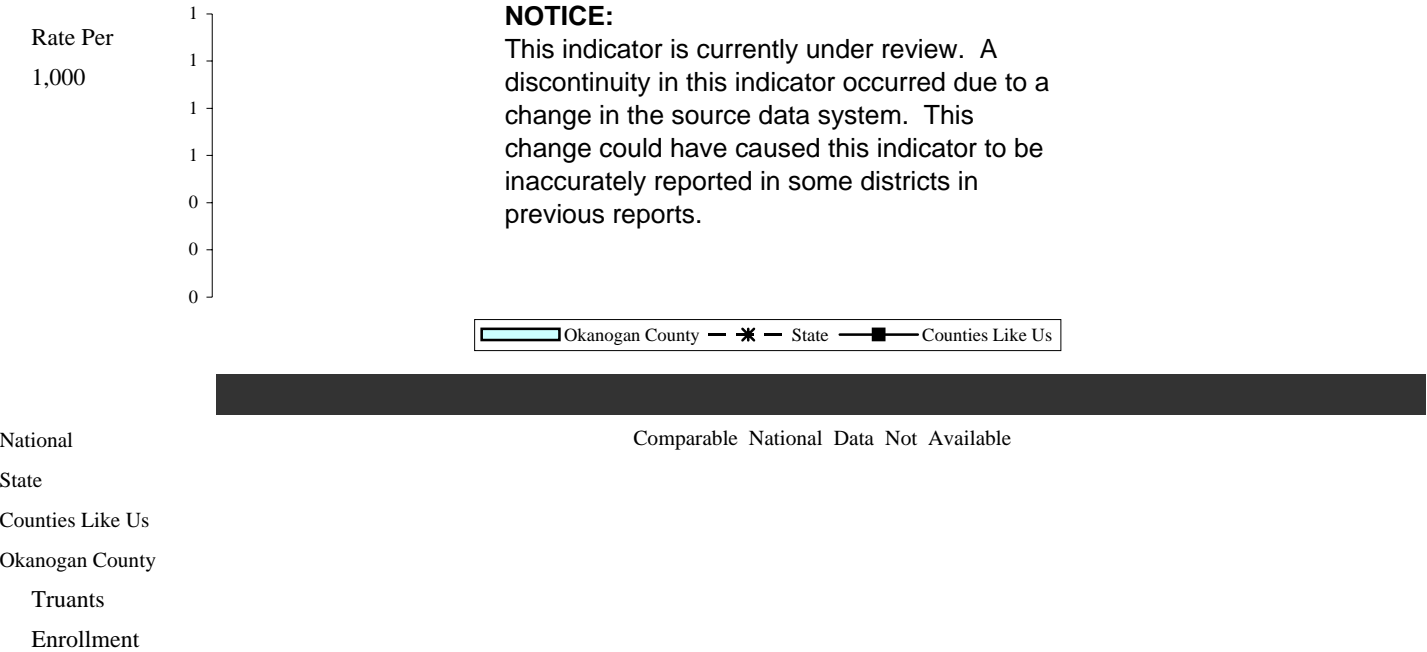 Rate Per
1,000
1
1
1
1
0
0
0
NOTICE:
This indicator is currently under review. A
discontinuity in this indicator occurred due to a
change in the source data system. This
change could have caused this indicator to be
inaccurately reported in some districts in
previous reports.
Okanogan County State Counties Like Us
National Comparable National Data Not Available
State
Counties Like Us
Okanogan County
Truants
Enrollment